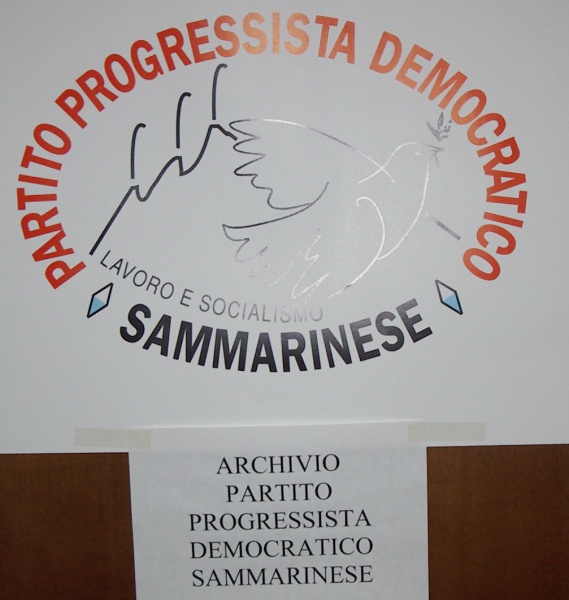 PARTITO PROGRESSISTA DEMOCRATICO
LAVORO E SOCIALISMO
SAMMARINESE
ARCHIVIO
PARTITO
PROGRESSISTA
DEMOCRATICO
SAMMARINESE